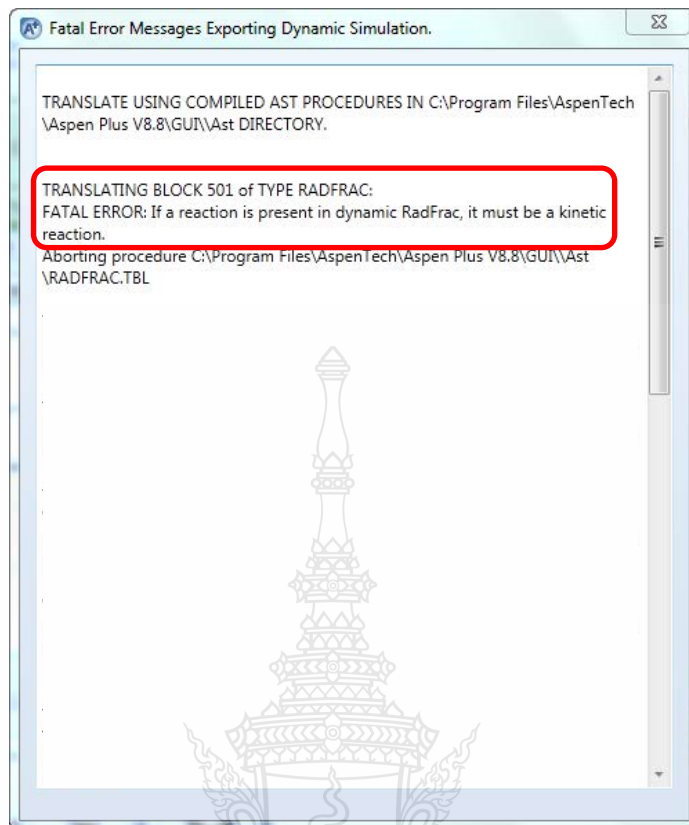 Fatal Error Messages Exporting Dynamic Simulation.
TRANSLATE USING COMPILED AST PROCEDURES IN C:\Program Files\AspenTech
\Aspen Plus V8.8\GUI\\Ast DIRECTORY.
TRANSLATING BLOCK 501 of TYPE RADFRAC:
FATAL ERROR: If a reaction is present in dynamic RadFrac, it must be a kinetic
reaction.
Aborting procedure C:\Program Files\AspenTech\Aspen Plus V8.8\GUI\\Ast
\RADFRAC.TBL